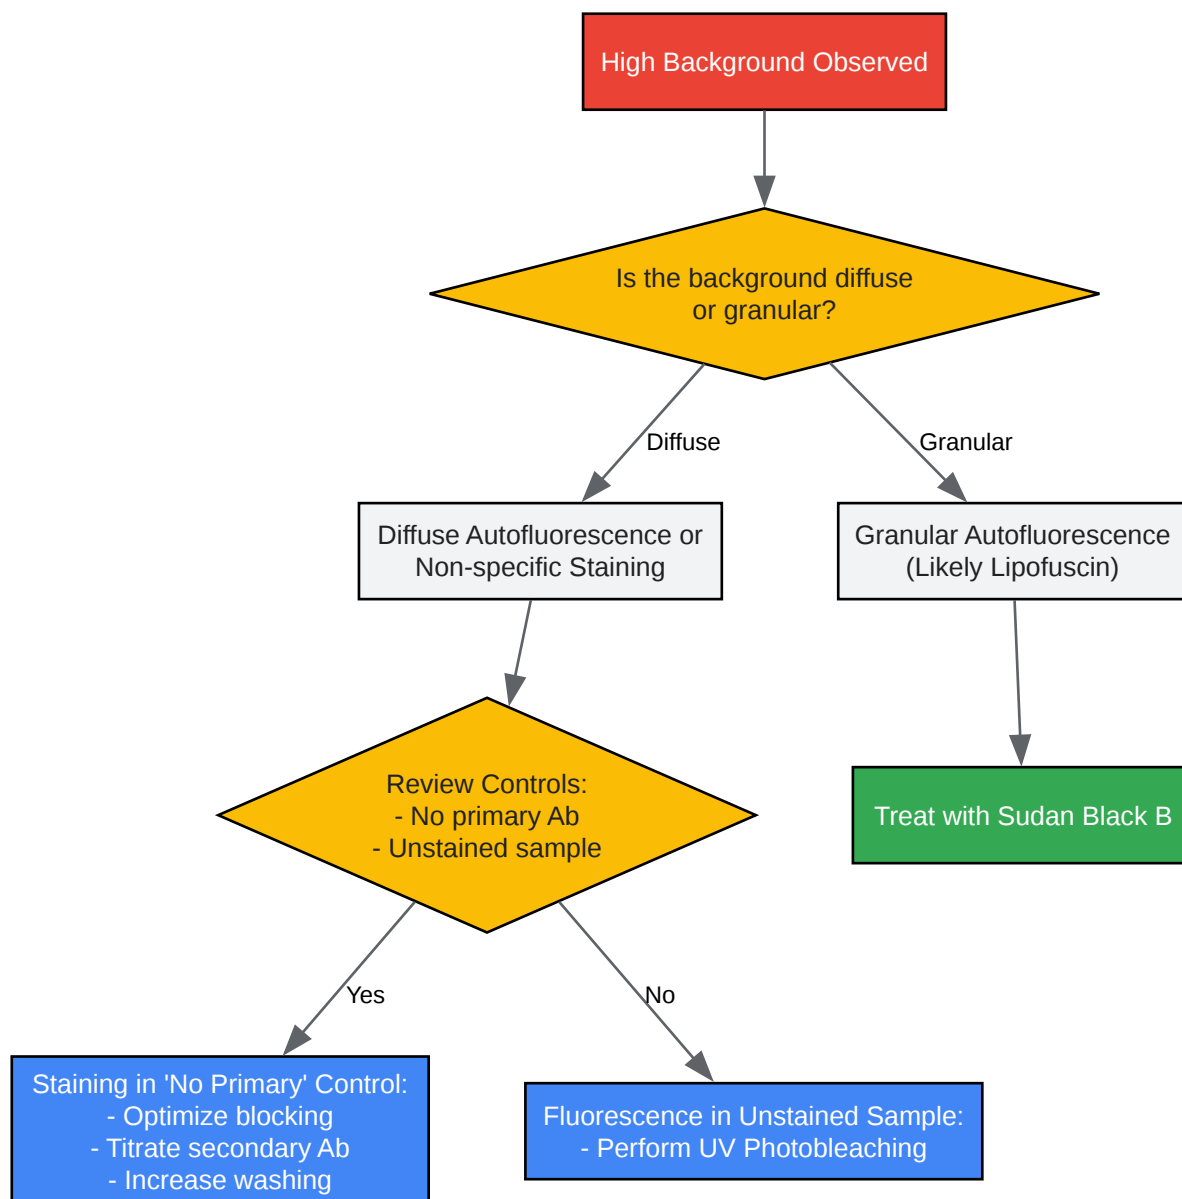 High Background Observed
Is the background diffuse
or granular?
Diffuse
Granular
Diffuse Autofluorescence or
Non-specific Staining
Granular Autofluorescence
(Likely Lipofuscin)
Review Controls:
- No primary Ab
- Unstained sample
Treat with Sudan Black B
Yes
No
Staining in 'No Primary' Control:
- Optimize blocking
- Titrate secondary Ab
- Increase washing
Fluorescence in Unstained Sample:
- Perform UV Photobleaching